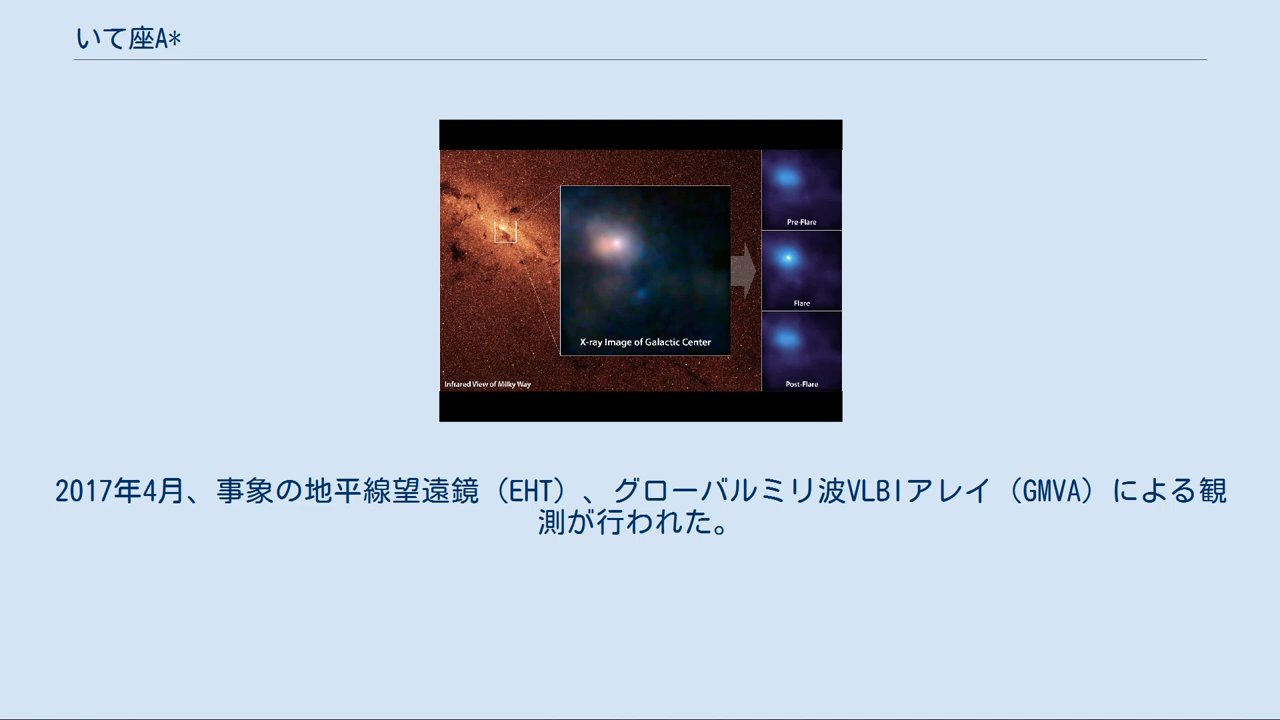 いて座A*
Pre-Flare
Flare
X-ray Image of Galactic Center
Infrared View of Milky Way
Post-Flare
2017年4月、事象の地平線望遠鏡（EHT）、グローバルミリ波VLBIアレイ（GMVA）による観
測が行われた。